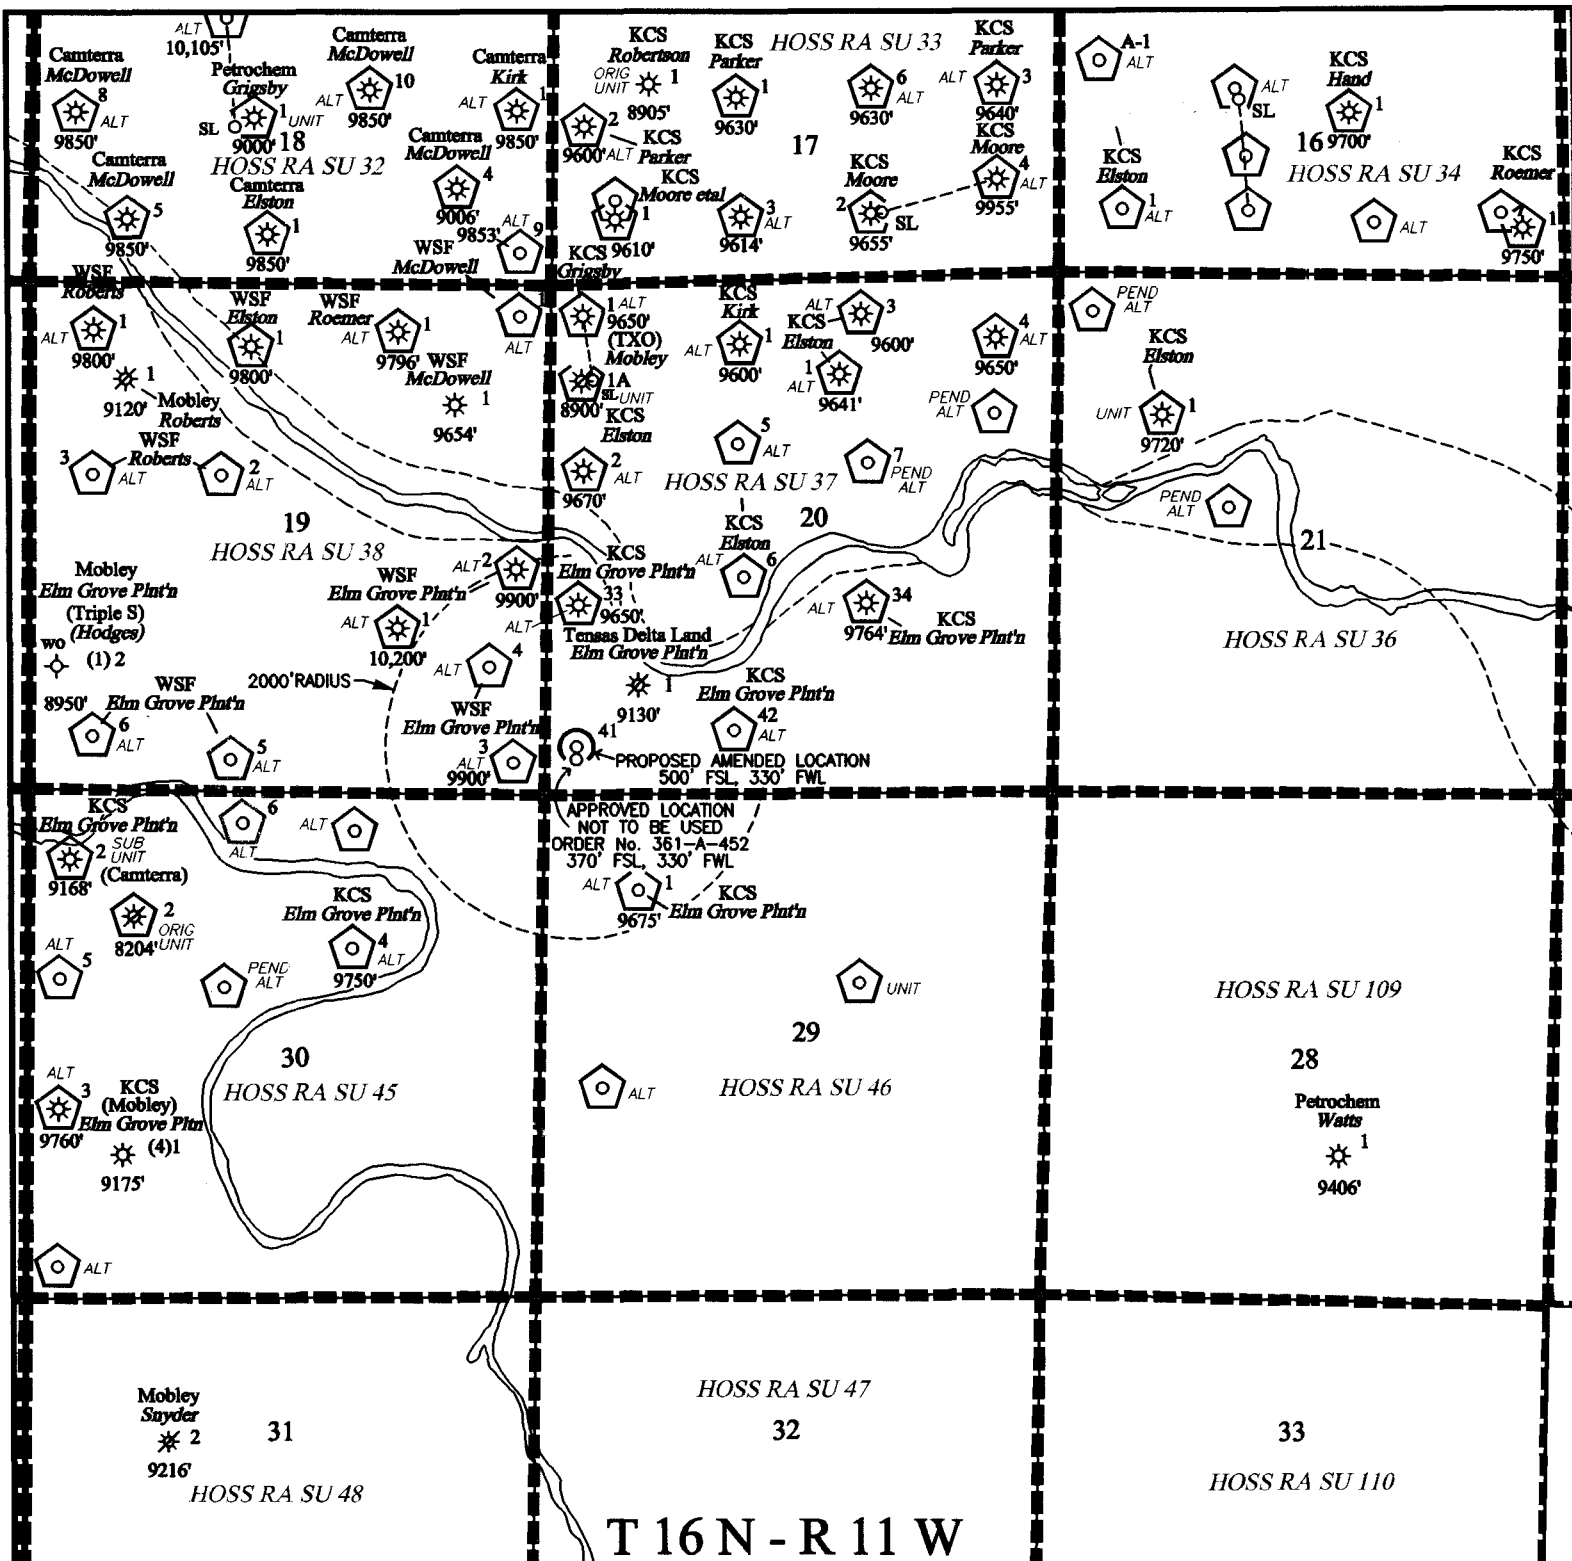 ALT
10,105'
Camterra
McDowell
8
ALT
9850'
Petrochem
Grigsby
1
UNIT
SL
9000'
18
HOSS RA SU 32
Camterra
McDowell
10
ALT
9850'
Camterra
Kirk
1
ALT
9850'
Camterra
McDowell
4
9006'
Camterra
McDowell
5
9850'
Camterra
Elston
1
9850'
ALT
9
9853'
WSF
McDowell
1
ALT
KCS
Robertson
ORIG
UNIT
1
8905'
KCS
Parker
1
9630'
HOSS RA SU 33
6
ALT
9630'
KCS
Parker
ALT
3
9640'
2
9600'
ALT
KCS
Parker
17
KCS
Moore etal
1
9610'
3
ALT
9614'
KCS
Moore
2
SL
9655'
KCS
Moore
4
ALT
9955'
A-1
ALT
ALT
SL
KCS
Hand
1
9700'
16
HOSS RA SU 34
KCS
Elston
1
ALT
ALT
KCS
Roemer
1
9750'
WSF
Roberts
ALT
1
9800'
WSF
Elston
1
9800'
WSF
Roemer
ALT
1
9796'
1
9120'
Mobley
Roberts
WSF
McDowell
1
9654'
WSF
Roberts
3
ALT
2
ALT
19
HOSS RA SU 38
KCS
Grigsby
1
ALT
9650'
(TXO)
Mobley
1A
SL
UNIT
8900'
KCS
Elston
2
ALT
9670'
KCS
Kirk
ALT
1
9600'
ALT
3
9600'
KCS
Elston
1
ALT
9641'
4
ALT
9650'
PEND
ALT
5
ALT
7
PEND
ALT
HOSS RA SU 37
20
KCS
Elston
ALT
6
PEND
ALT
KCS
Elston
UNIT
1
9720'
PEND
ALT
21
HOSS RA SU 36
Mobley
Elm Grove Plnt'n
(Triple S)
(Hodges)
WO
(1) 2
8950'
WSF
Elm Grove Plnt'n
ALT
1
10,200'
ALT
2
9900'
KCS
Elm Grove Plnt'n
33
ALT
9650'
Tensas Delta Land
Elm Grove Plnt'n
1
9130'
ALT
34
9764'
KCS
Elm Grove Plnt'n
2000'RADIUS
ALT
4
WSF
Elm Grove Plnt'n
3
ALT
9900'
WSF
Elm Grove Plnt'n
6
ALT
5
ALT
KCS
Elm Grove Plnt'n
42
ALT
41
PROPOSED AMENDED LOCATION
500' FSL, 330' FWL
APPROVED LOCATION
NOT TO BE USED
ORDER No. 361-A-452
370' FSL, 330' FWL
ALT
1
9675'
KCS
Elm Grove Plnt'n
KCS
Elm Grove Plnt'n
2
SUB
UNIT
9168'
(Camterra)
2
ORIG
UNIT
8204'
6
ALT
ALT
KCS
Elm Grove Plnt'n
4
ALT
9750'
ALT
5
PEND
ALT
30
HOSS RA SU 45
ALT
3
9760'
KCS
(Mobley)
Elm Grove Pltn
(4)1
9175'
ALT
UNIT
29
HOSS RA SU 46
ALT
HOSS RA SU 109
28
Petrochem
Watts
1
9406'
Mobley
Snyder
2
9216'
31
HOSS RA SU 48
HOSS RA SU 47
32
33
HOSS RA SU 110
T 16 N - R 11 W